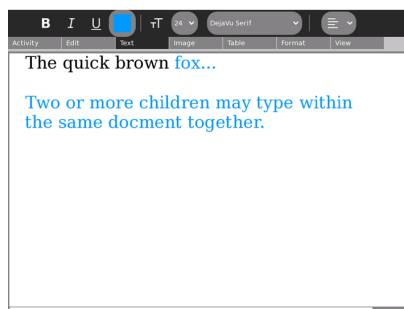 B I U TT 24 DejaVu Serif
Activity Edit Text Image Table Format View
The quick brown fox...
Two or more children may type within
the same docment together.